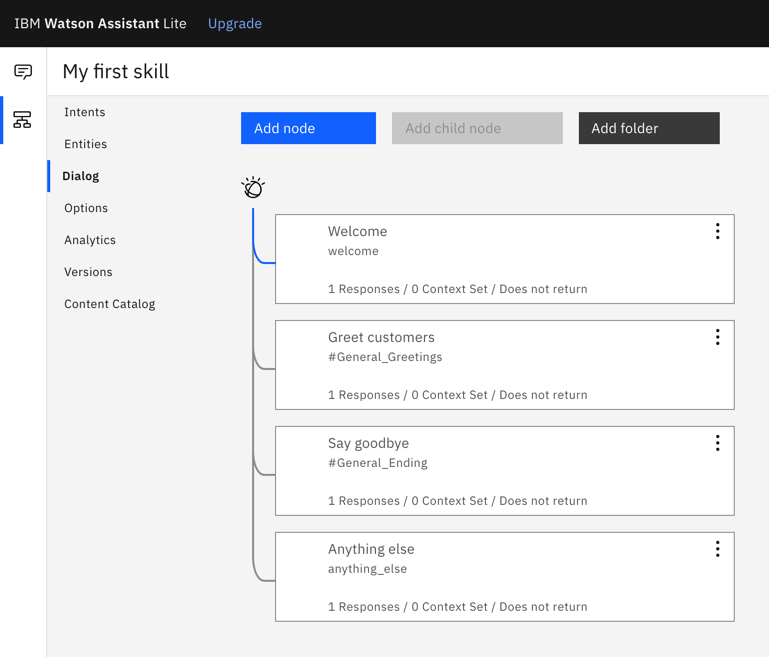 IBM Watson Assistant Lite Upgrade
My first skill
Intents
Entities
Dialog
Options
Analytics
Versions
Content Catalog
Add node Add child node Add folder
Welcome
welcome
1 Responses / 0 Context Set / Does not return
Greet customers
#General_Greetings
1 Responses / 0 Context Set / Does not return
Say goodbye
#General_Ending
1 Responses / 0 Context Set / Does not return
Anything else
anything_else
1 Responses / 0 Context Set / Does not return